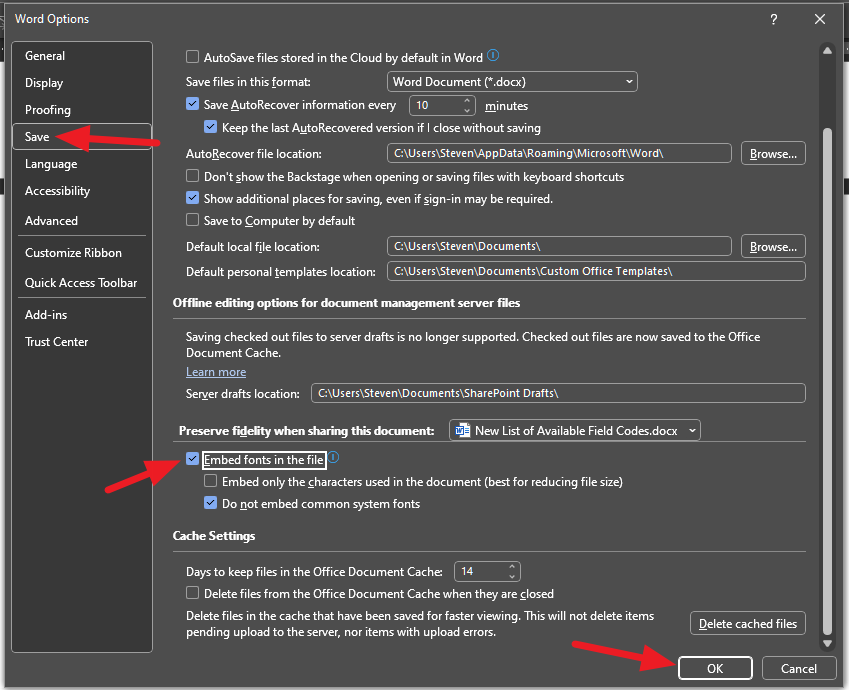 Word Options
?
General
Display
Proofing
Save
Language
Accessibility
Advanced
Customize Ribbon
Quick Access Toolbar
Add-ins
Trust Center
AutoSave files stored in the Cloud by default in Word
Save files in this format: Word Document (*.docx)
Save AutoRecover information every 10 minutes
Keep the last AutoRecovered version if I close without saving
AutoRecover file location: C:\Users\Steven\AppData\Roaming\Microsoft\Word\ Browse...
Don't show the Backstage when opening or saving files with keyboard shortcuts
Show additional places for saving, even if sign-in may be required.
Save to Computer by default
Default local file location: C:\Users\Steven\Documents\ Browse...
Default personal templates location: C:\Users\Steven\Documents\Custom Office Templates\
Offline editing options for document management server files
Saving checked out files to server drafts is no longer supported. Checked out files are now saved to the Office
Document Cache.
Learn more
Server drafts location: C:\Users\Steven\Documents\SharePoint Drafts\
Preserve fidelity when sharing this document: New List of Available Field Codes.docx
Embed fonts in the file
Embed only the characters used in the document (best for reducing file size)
Do not embed common system fonts
Cache Settings
Days to keep files in the Office Document Cache: 14
Delete files from the Office Document Cache when they are closed
Delete files in the cache that have been saved for faster viewing. This will not delete items
pending upload to the server, nor items with upload errors.
Delete cached files
OK
Cancel